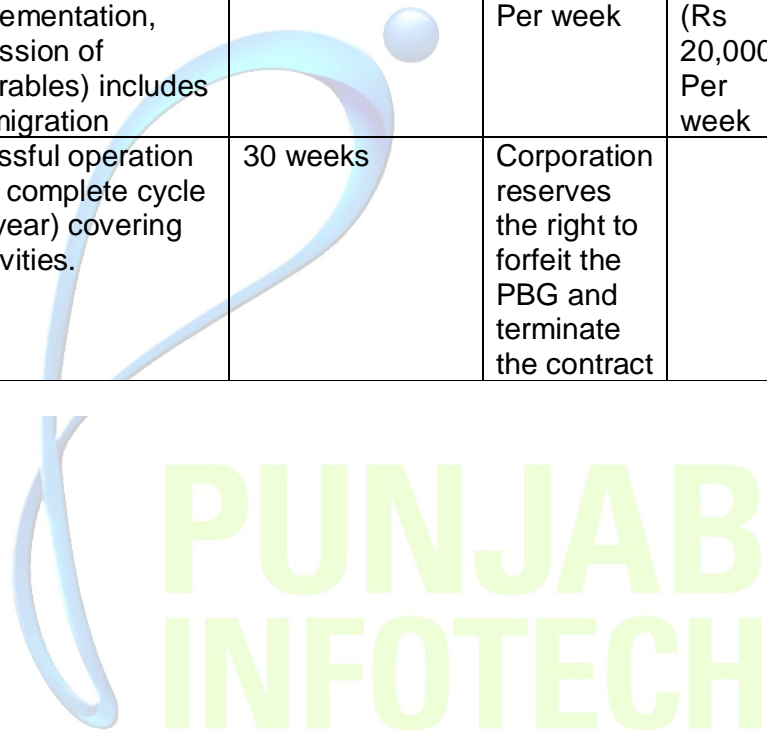 ementation,
ssion of
rables) includes
nigration
Per week
(Rs
20,000
Per
week
ssful operation
complete cycle
year) covering
vities.
30 weeks
Corporation
reserves
the right to
forfeit the
PBG and
terminate
the contract
PUNJAB
INFOTECH